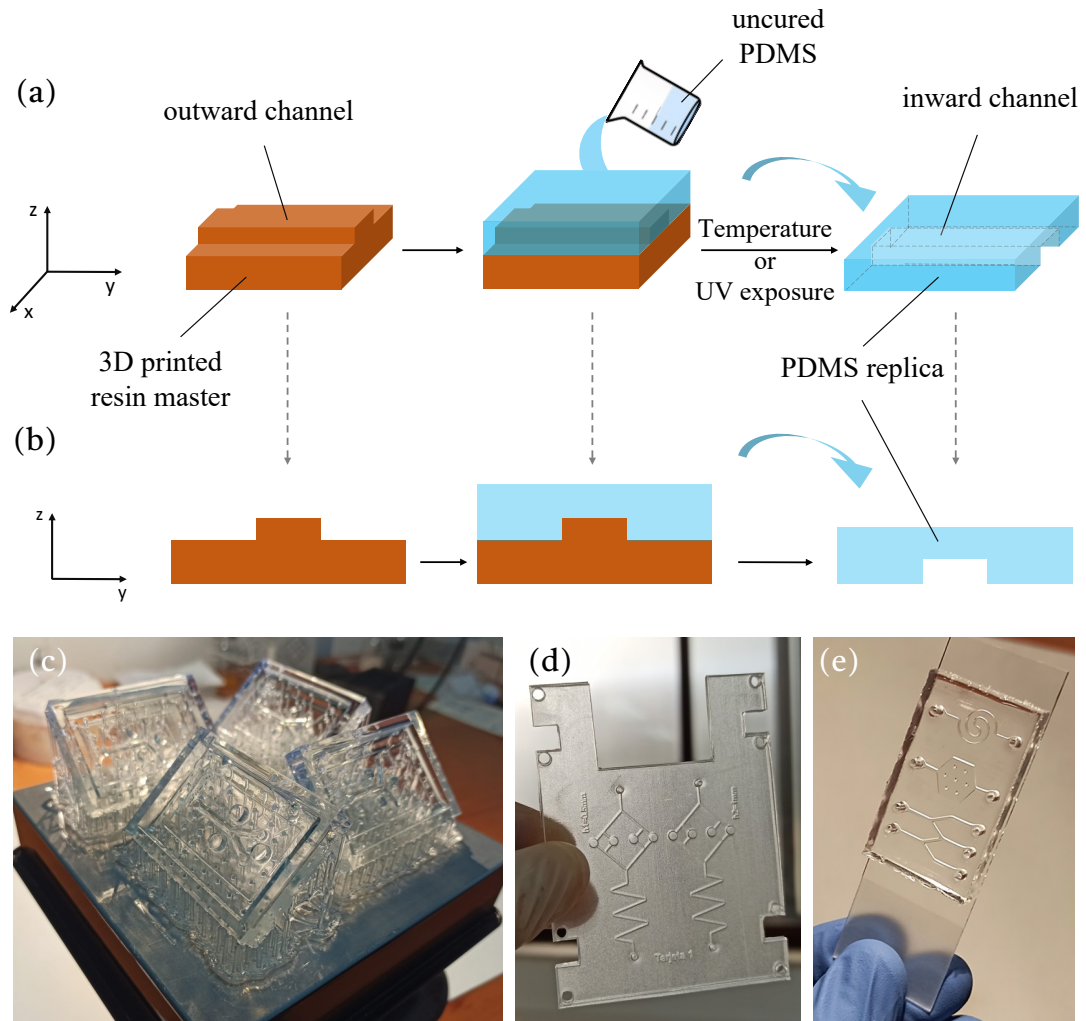 uncured
PDMS
(a)
outward channel
inward channel
z
y
x
Temperature
or
UV exposure
3D printed
resin master
PDMS replica
(b)
z
y
(c)
(d)
(e)
Tarjeta 1